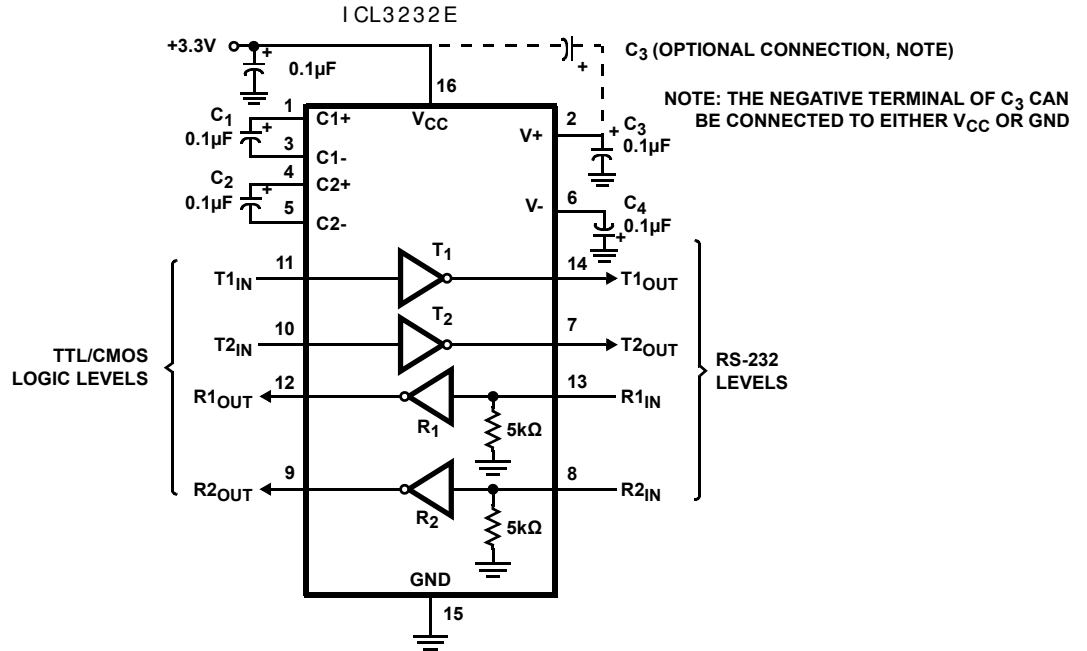 ICL3232E
+3.3V
+
0.1µF
C3 (OPTIONAL CONNECTION, NOTE)
+
16
NOTE: THE NEGATIVE TERMINAL OF C3 CAN
BE CONNECTED TO EITHER VCC OR GND
C1
0.1µF
+
1
C1+
VCC
3
C1-
2
V+
+
C3
0.1µF
C2
0.1µF
+
4
C2+
5
C2-
6
V-
C4
0.1µF
+
T1IN
11
T1
14
T1OUT
T2IN
10
T2
7
T2OUT
TTL/CMOS
LOGIC LEVELS
RS-232
LEVELS
R1OUT
12
R1
13
R1IN
5kΩ
R2OUT
9
R2
8
R2IN
5kΩ
GND
15